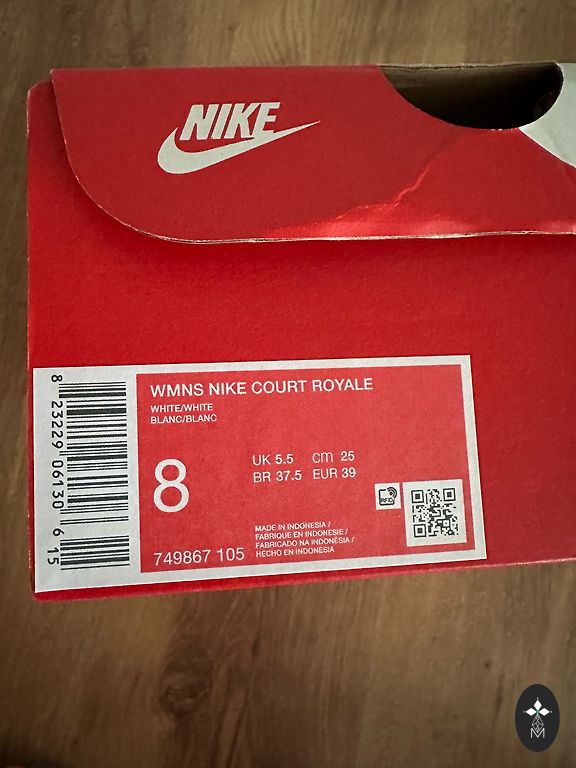 NIKE
WMNS NIKE COURT ROYALE
WHITE/WHITE
BLANC/BLANC
8
UK 5.5 cm 25
BR 37.5 EUR 39
RFID
MADE IN INDONESIA /
FABRIQUE EN INDONESIE /
FABRICADO NA INDONÉSIA /
HECHO EN INDONESIA
749867 105
8 23229 06130 6 15
M